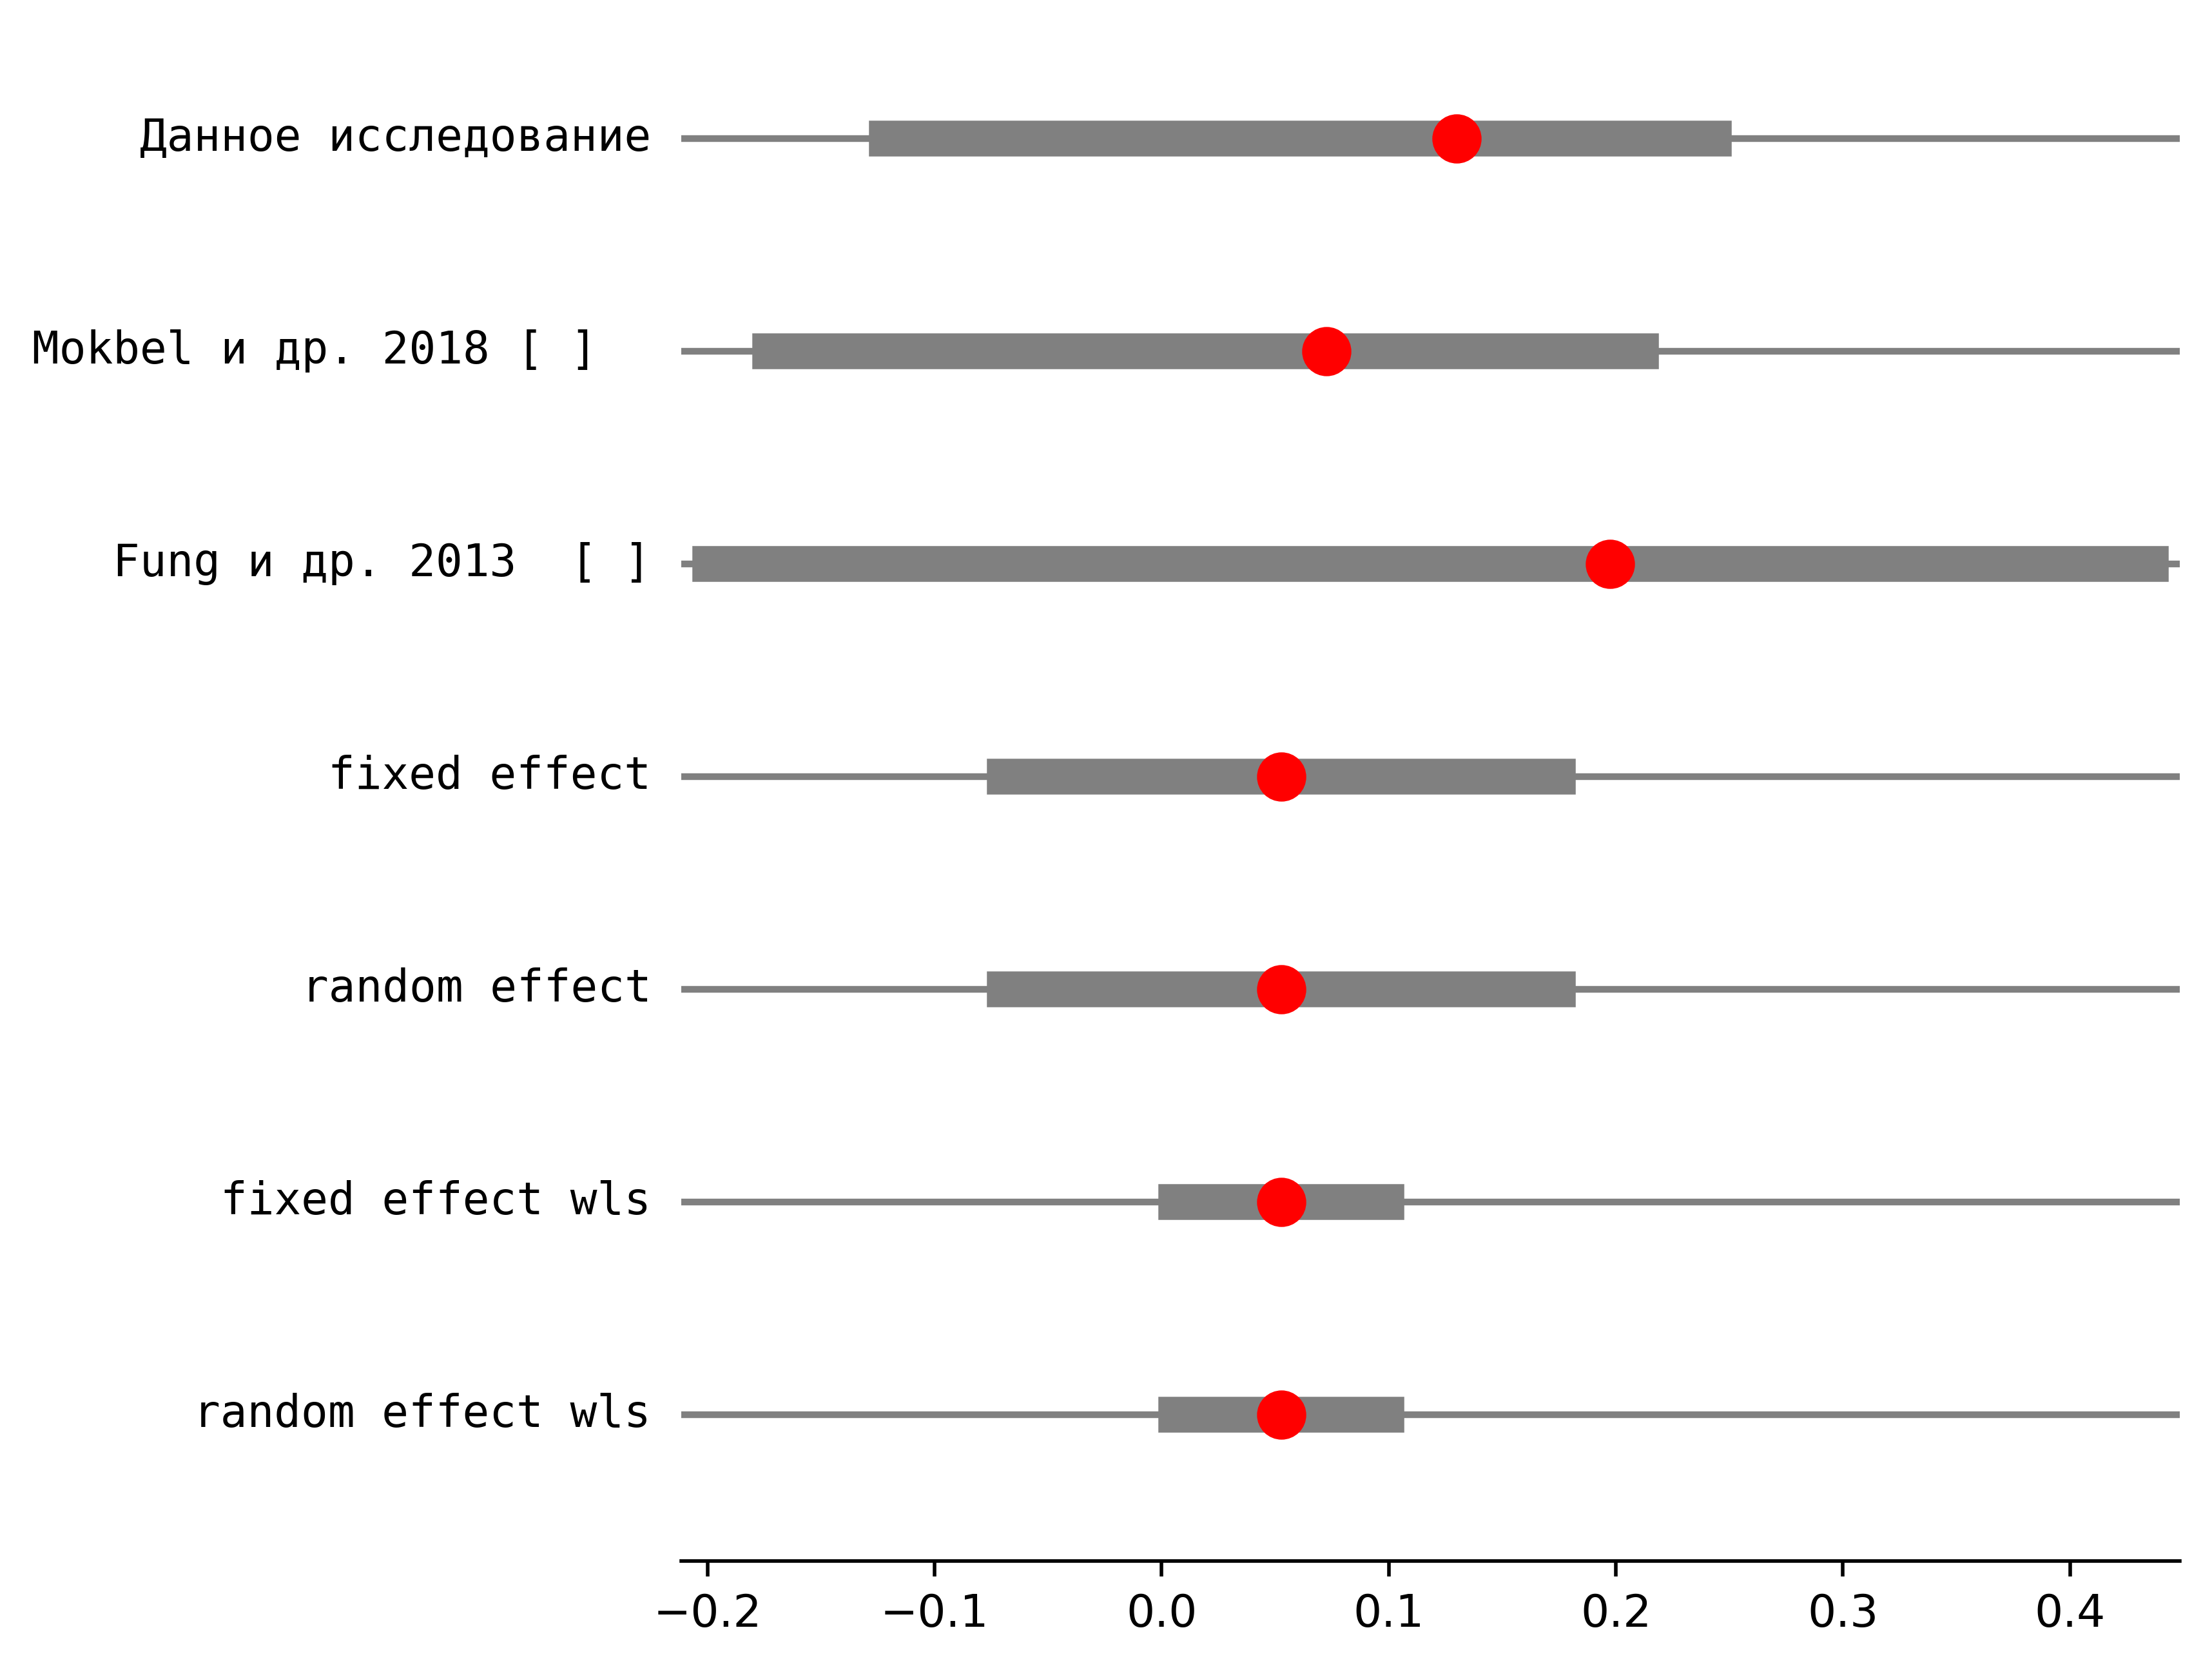 Данное исследование
Mokbel и др. 2018 [ ]
Fung и др. 2013  [ ]
fixed effect
random effect
fixed effect wls
random effect wls
−0.2 −0.1 0.0 0.1 0.2 0.3 0.4